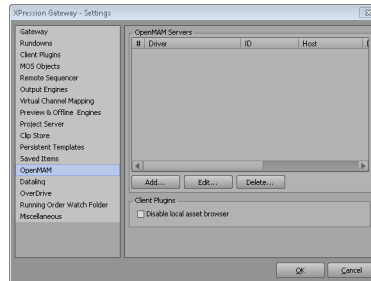 XPression Gateway - Settings
Gateway
Rundowns
Client Plugins
MOS Objects
Remote Sequencer
Output Engines
Virtual Channel Mapping
Preview & Offline Engines
Project Server
Clip Store
Persistent Templates
Saved Items
OpenMAM
Datalinq
OverDrive
Running Order Watch Folder
Miscellaneous
OpenMAM Servers
# Driver ID Host
Add... Edit... Delete...
Client Plugins
Disable local asset browser
OK Cancel